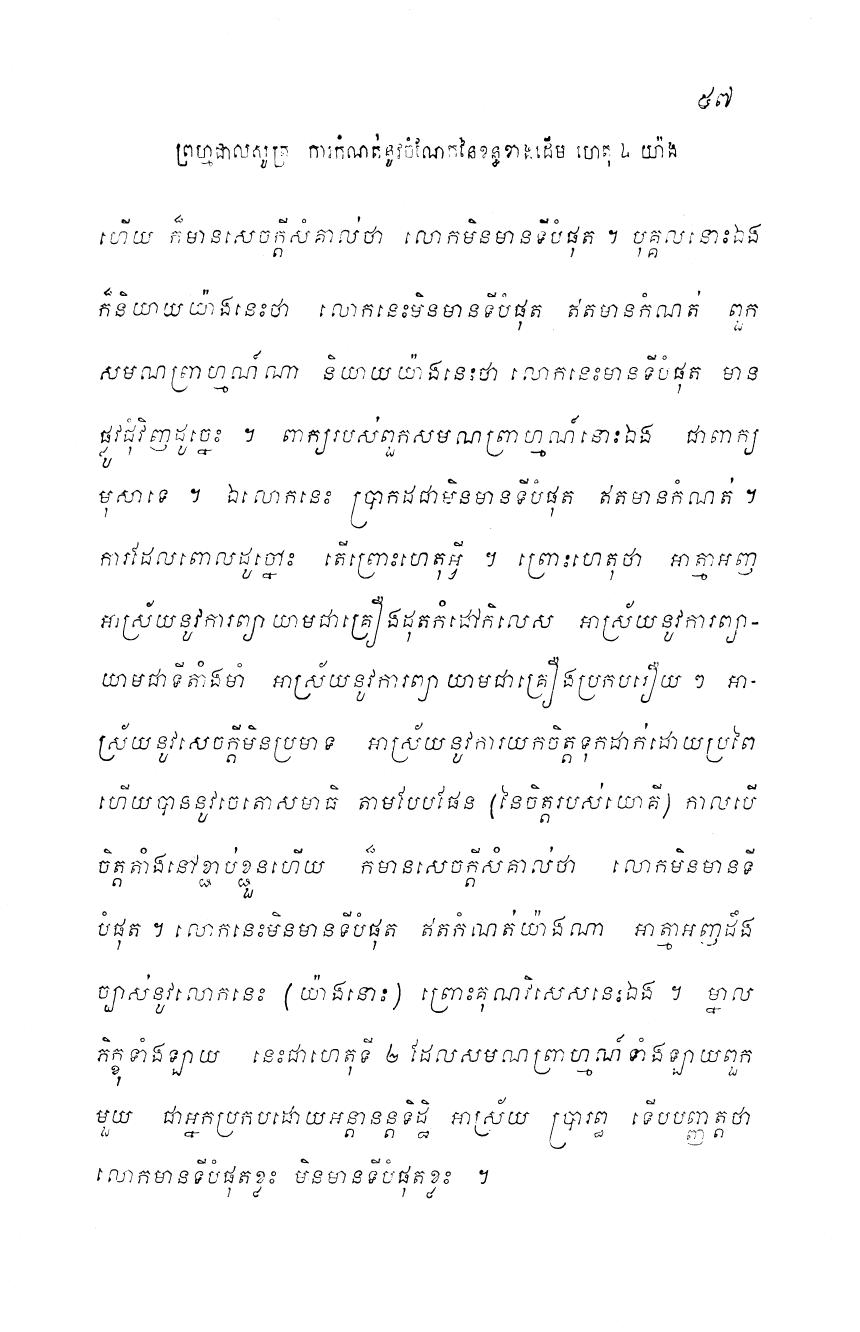 ៥៧
ព្រហ្មជាលសូត្រ ការកំណត់នូវចំណែកនៃខន្ធខាងដើម ហេតុ ៤ យ៉ាង
ហើយ ក៏មានសេចក្តីសំគាល់ថា លោកមិនមានទីបំផុត ។ បុគ្គលនោះឯង
ក៏និយាយយ៉ាងនេះថា លោកនេះមិនមានទីបំផុត ឥតមានកំណត់ ពួក
សមណព្រាហ្មណ៍ណា និយាយយ៉ាងនេះថា លោកនេះមានទីបំផុត មាន
ផ្លូវជុំវិញដូច្នេះ ។ ពាក្យរបស់ពួកសមណព្រាហ្មណ៍នោះឯង ជាពាក្យ
មុសាទេ ។ ឯលោកនេះ ប្រាកដជាមិនមានទីបំផុត ឥតមានកំណត់ ។
ការដែលពោលដូច្នោះ តើព្រោះហេតុអ្វី ។ ព្រោះហេតុថា អាត្មាអញ
អាស្រ័យនូវការព្យាយាមជាគ្រឿងដុតកំដៅកិលេស អាស្រ័យនូវការព្យា-
យាមជាទីតាំងមាំ អាស្រ័យនូវការព្យាយាមជាគ្រឿងប្រកបរឿយ ៗ អា-
ស្រ័យនូវសេចក្តីមិនប្រមាទ អាស្រ័យនូវការយកចិត្តទុកដាក់ដោយប្រពៃ
ហើយបាននូវចេតោសមាធិ តាមបែបផែន (នៃចិត្តរបស់យោគី) កាលបើ
ចិត្តតាំងនៅខ្ជាប់ខ្ជួនហើយ ក៏មានសេចក្តីសំគាល់ថា លោកមិនមានទី
បំផុត ។ លោកនេះមិនមានទីបំផុត ឥតកំណត់យ៉ាងណា អាត្មាអញដឹង
ច្បាស់នូវលោកនេះ (យ៉ាងនោះ) ព្រោះគុណវិសេសនេះឯង ។ ម្នាល
ភិក្ខុទាំងឡាយ នេះជាហេតុទី ២ ដែលសមណព្រាហ្មណ៍ទាំងឡាយពួក
មួយ ជាអ្នកប្រកបដោយអន្តានន្តទិដ្ឋិ អាស្រ័យ ប្រារព្ធ ទើបបញ្ញាត្តថា
លោកមានទីបំផុតខ្លះ មិនមានទីបំផុតខ្លះ ។